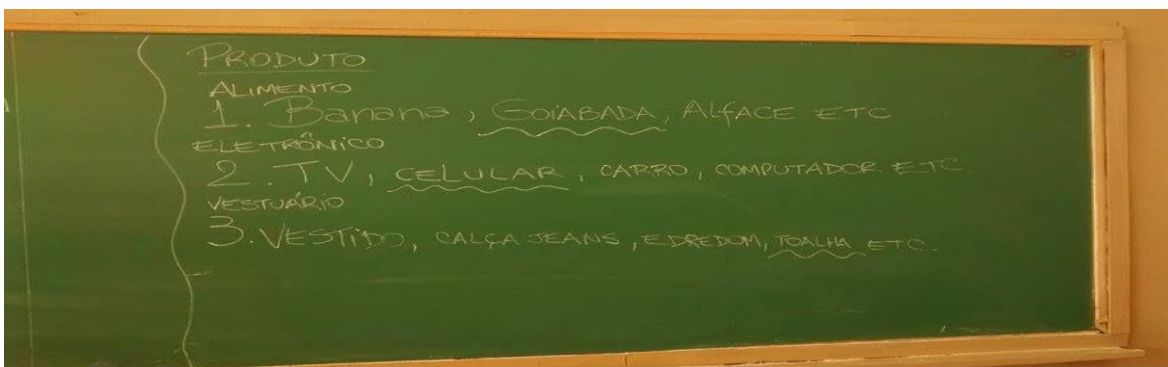 PRODUTO
ALIMENTO
1. Banana, GOIABADA, ALFACE ETC
ELETRÔNICO
2. TV, CELULAR, CARRO, COMPUTADOR ETC.
VESTUÁRIO
3. VESTIDO, CALÇA JEANS, EDREDOM, TOALHA ETC.